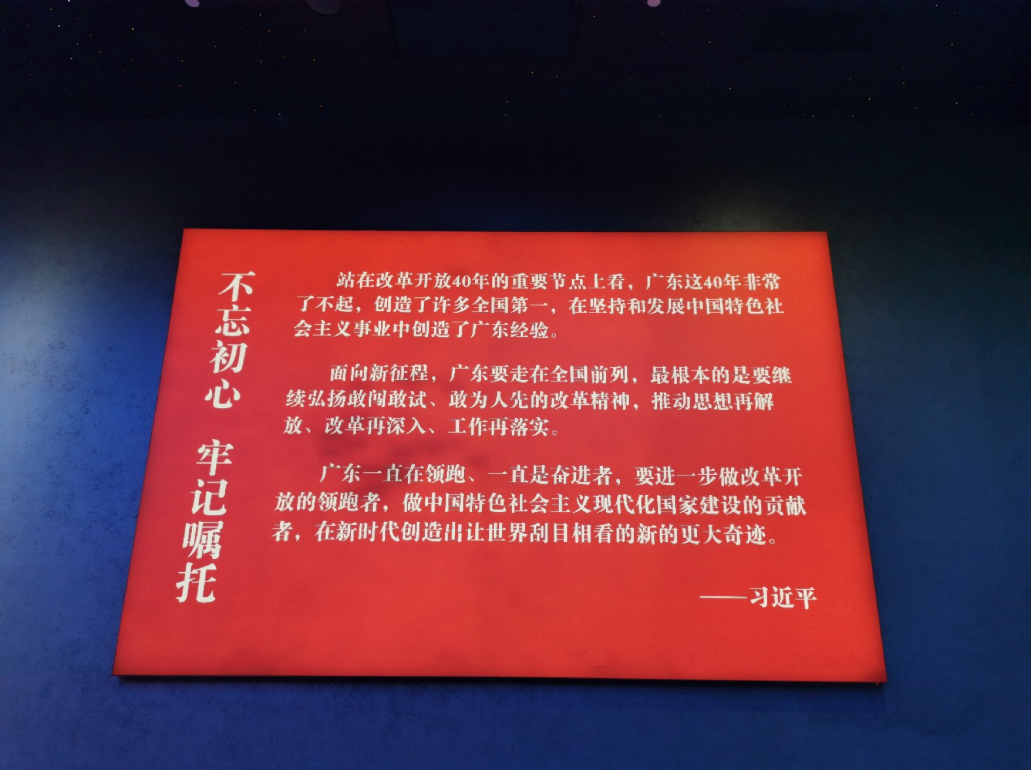 不忘初心 牢记嘱托
站在改革开放40年的重要节点上看，广东这40年非常
了不起，创造了许多全国第一，在坚持和发展中国特色社
会主义事业中创造了广东经验。
面向新征程，广东要走在全国前列，最根本的是要继
续弘扬敢闯敢试、敢为人先的改革精神，推动思想再解
放、改革再深入、工作再落实。
广东一直在领跑、一直是奋进者，要进一步做改革开
放的领跑者，做中国特色社会主义现代化国家建设的贡献
者，在新时代创造出让世界刮目相看的新的更大奇迹。
——习近平